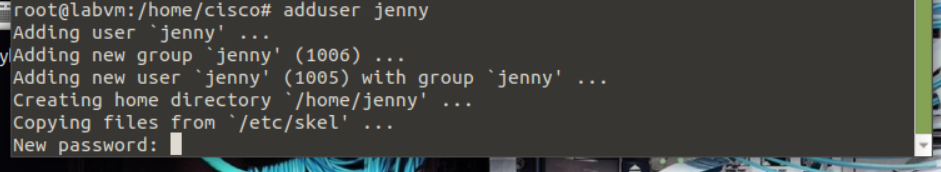 root@labvm:/home/cisco# adduser jenny
Adding user `jenny' ...
Adding new group `jenny' (1006) ...
Adding new user `jenny' (1005) with group `jenny' ...
Creating home directory `/home/jenny' ...
Copying files from `/etc/skel' ...
New password: